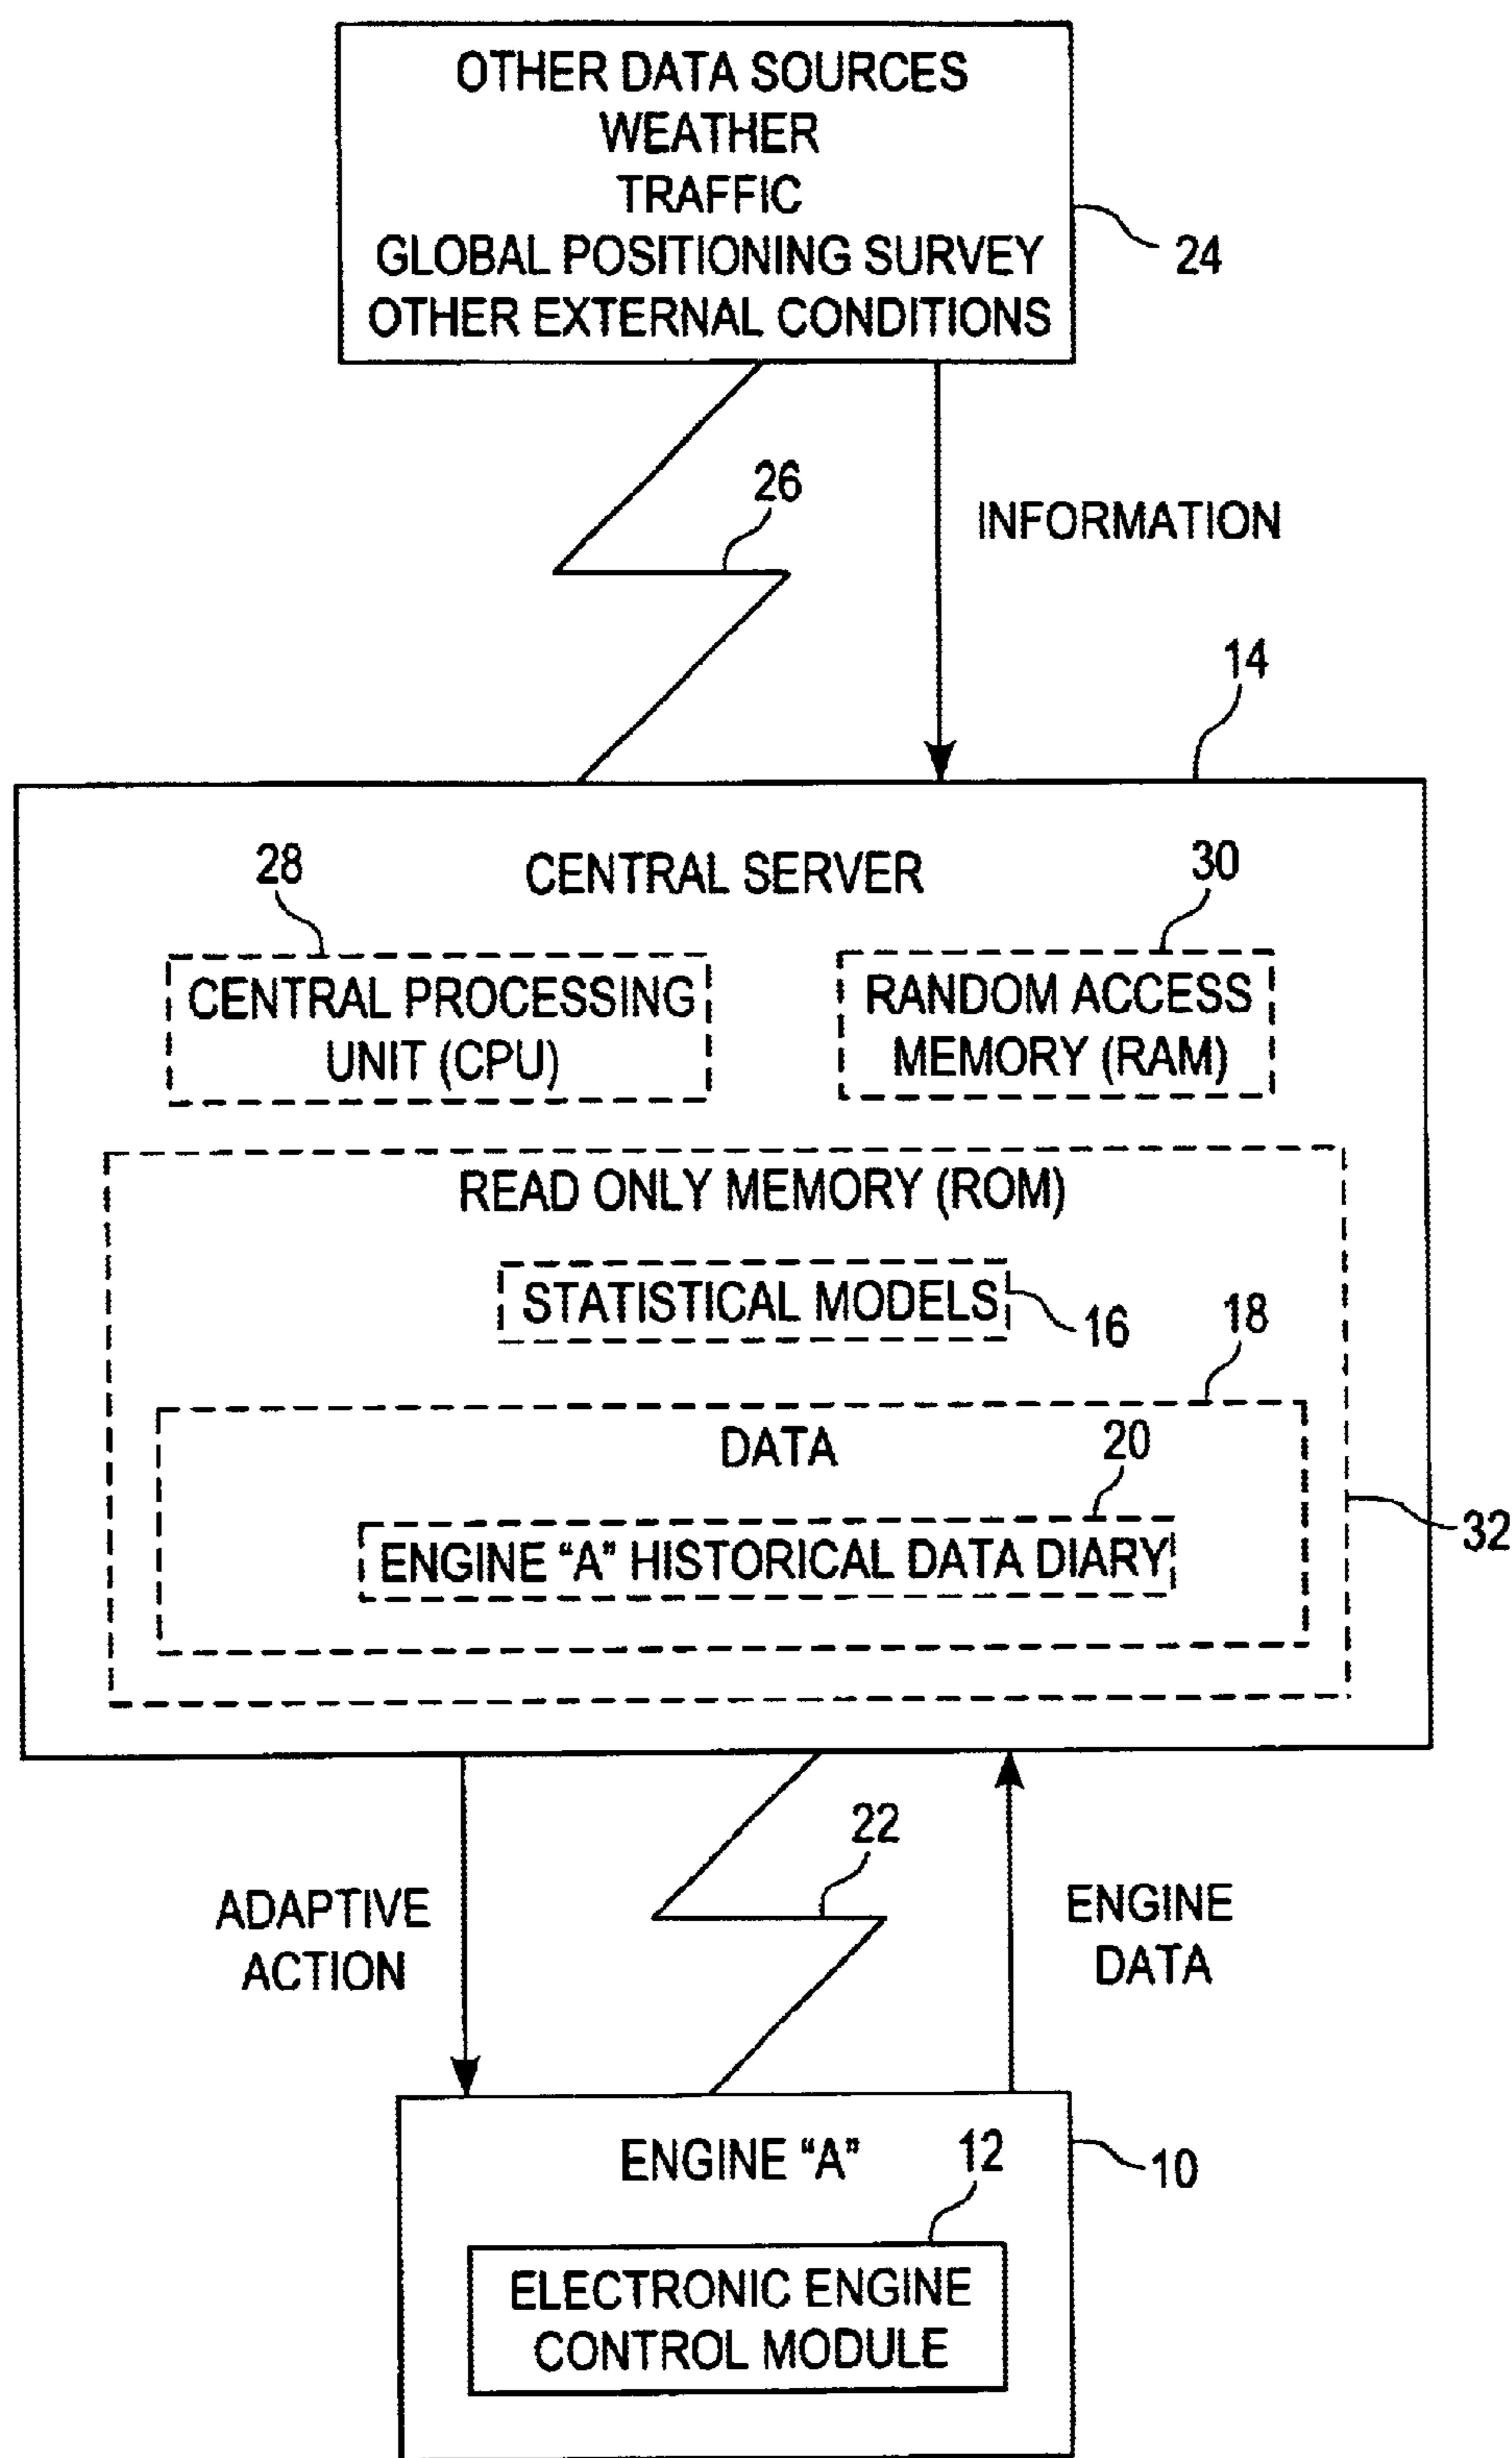 OTHER DATA SOURCES
WEATHER
TRAFFIC
GLOBAL POSITIONING SURVEY
OTHER EXTERNAL CONDITIONS
24
26
INFORMATION
14
CENTRAL SERVER
28
30
CENTRAL PROCESSING
UNIT (CPU)
RANDOM ACCESS
MEMORY (RAM)
READ ONLY MEMORY (ROM)
STATISTICAL MODELS
16
18
DATA
20
ENGINE “A” HISTORICAL DATA DIARY
32
22
ADAPTIVE
ACTION
ENGINE
DATA
ENGINE “A”
12
10
ELECTRONIC ENGINE
CONTROL MODULE